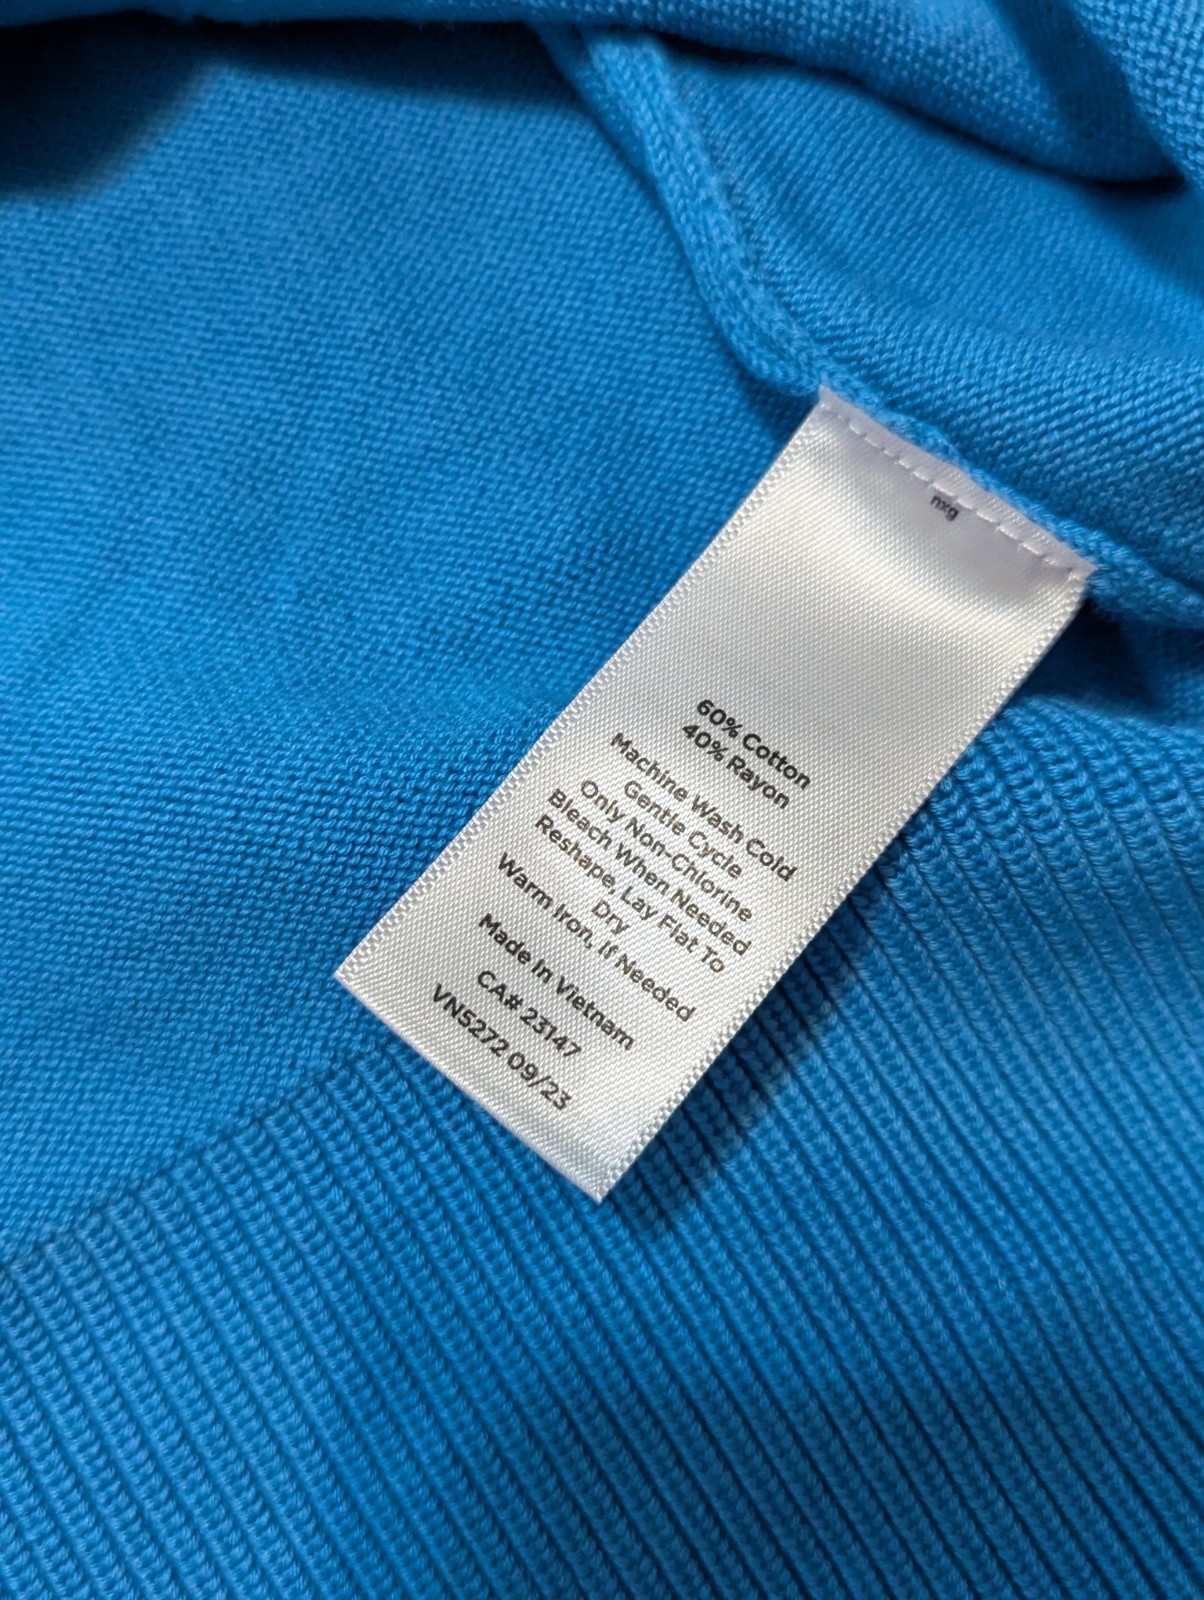 nxg
60% Cotton
40% Rayon
Machine Wash Cold
Gentle Cycle
Only Non-Chlorine
Bleach When Needed
Reshape, Lay Flat To
Dry
Warm Iron, If Needed
Made In Vietnam
CA# 23147
VN5272 09/23